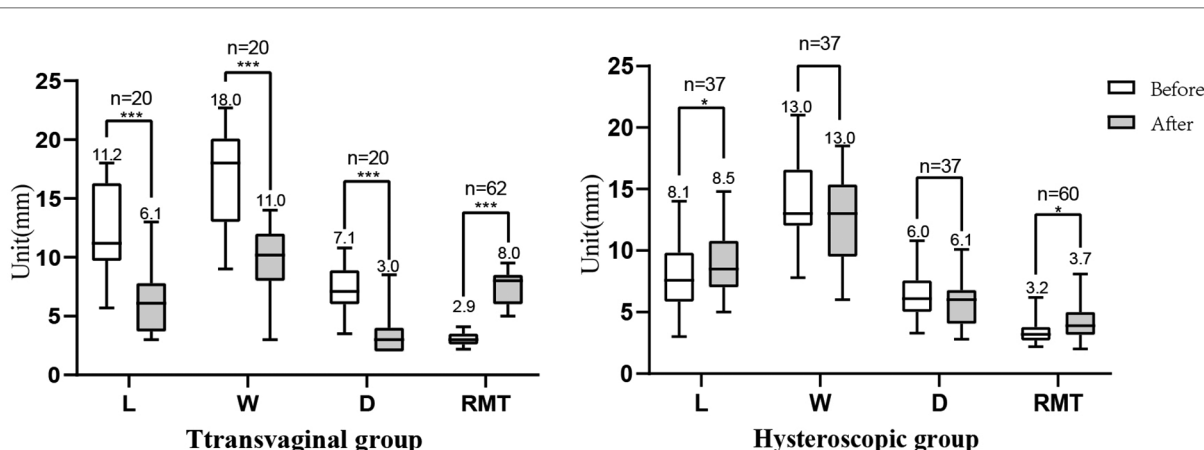 n=20
***
n=20
***
n=20
***
n=62
***
11.2
6.1
18.0
11.0
7.1
3.0
2.9
8.0
Unit(mm)
25
20
15
10
5
0
L W D RMT
Ttransvaginal group
n=37
*
n=37
n=37
n=60
*
8.1
8.5
13.0
13.0
6.0
6.1
3.2
3.7
Unit(mm)
25
20
15
10
5
0
L W D RMT
Hysteroscopic group
Before
After